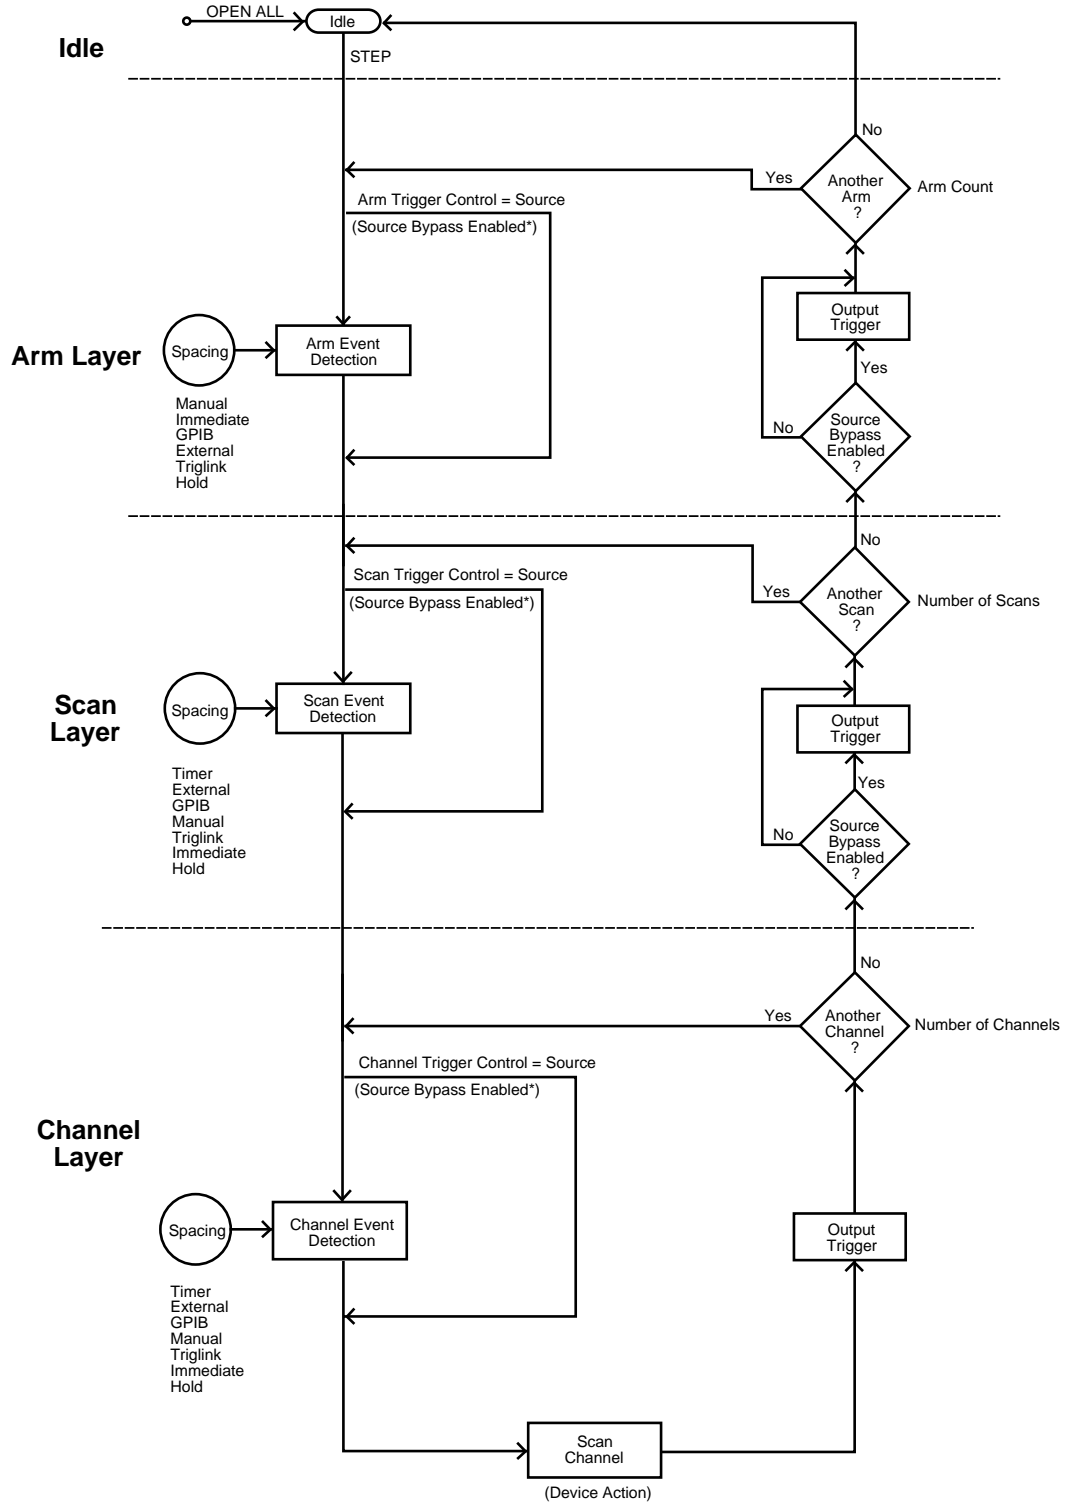 OPEN ALL
Idle
Idle
STEP
No
Yes
Another
Arm
?
Arm Count
Arm Trigger Control = Source
(Source Bypass Enabled*)
Output
Trigger
Arm Layer
Spacing
Arm Event
Detection
Yes
Manual
Immediate
GPIB
External
Triglink
Hold
No
Source
Bypass
Enabled
?
No
Scan Trigger Control = Source
(Source Bypass Enabled*)
Yes
Another
Scan
?
Number of Scans
Scan
Layer
Spacing
Scan Event
Detection
Output
Trigger
Timer
External
GPIB
Manual
Triglink
Immediate
Hold
Yes
No
Source
Bypass
Enabled
?
No
Yes
Another
Channel
?
Number of Channels
Channel Trigger Control = Source
(Source Bypass Enabled*)
Channel
Layer
Spacing
Channel Event
Detection
Output
Trigger
Timer
External
GPIB
Manual
Triglink
Immediate
Hold
Scan
Channel
(Device Action)